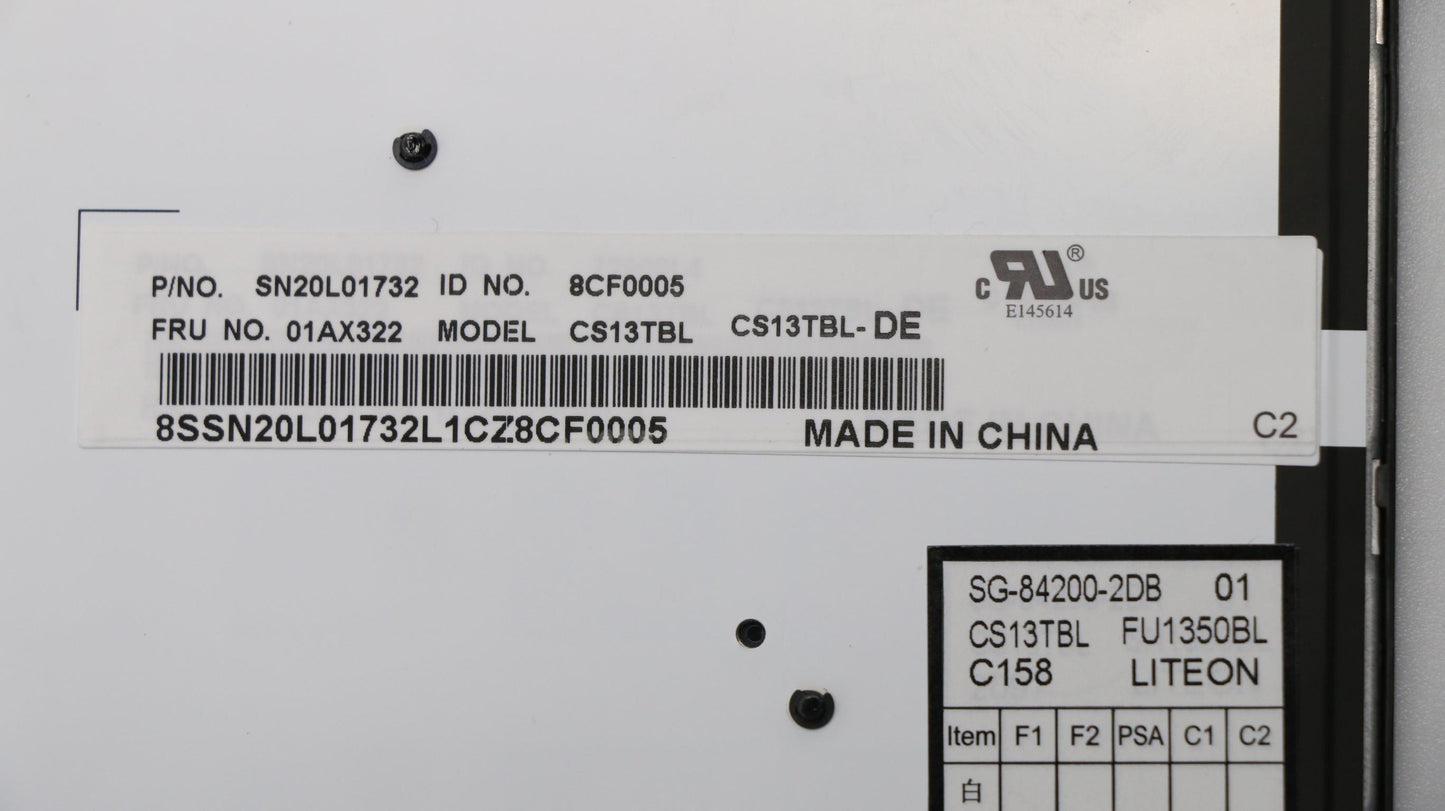 P/NO. SN20L01732 ID NO. 8CF0005
FRU NO. 01AX322 MODEL CS13TBL CS13TBL-DE
8SSN20L01732L1CZ8CF0005
MADE IN CHINA
C2
c RU ® US
E145614
SG-84200-2DB 01
CS13TBL FU1350BL
C158 LITEON
Item F1 F2 PSA C1 C2
白